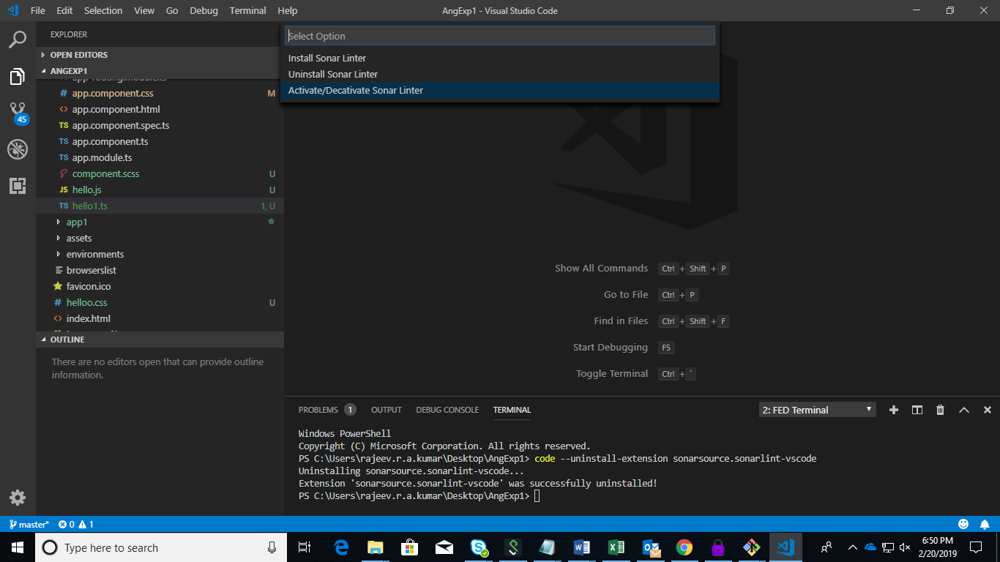 File Edit Selection View Go Debug Terminal Help
AngExp1 - Visual Studio Code
EXPLORER
OPEN EDITORS
ANGEXP1
app-routing.module.ts
# app.component.css M
<> app.component.html
TS app.component.spec.ts
TS app.component.ts
TS app.module.ts
component.scss U
JS hello.js U
TS hello1.ts 1, U
app1
assets
environments
browserslist
favicon.ico
# helloo.css U
<> index.html
OUTLINE
There are no editors open that can provide outline
information.
45
Select Option
Install Sonar Linter
Uninstall Sonar Linter
Activate/Decativate Sonar Linter
Show All Commands Ctrl + Shift + P
Go to File Ctrl + P
Find in Files Ctrl + Shift + F
Start Debugging F5
Toggle Terminal Ctrl + `
PROBLEMS 1 OUTPUT DEBUG CONSOLE TERMINAL
2: FED Terminal
Windows PowerShell
Copyright (C) Microsoft Corporation. All rights reserved.
PS C:\Users\rajeev.r.a.kumar\Desktop\AngExp1> code --uninstall-extension sonarsource.sonarlint-vscode
Uninstalling sonarsource.sonarlint-vscode...
Extension 'sonarsource.sonarlint-vscode' was successfully uninstalled!
PS C:\Users\rajeev.r.a.kumar\Desktop\AngExp1>
master* 0 1
Type here to search
6:50 PM
2/20/2019